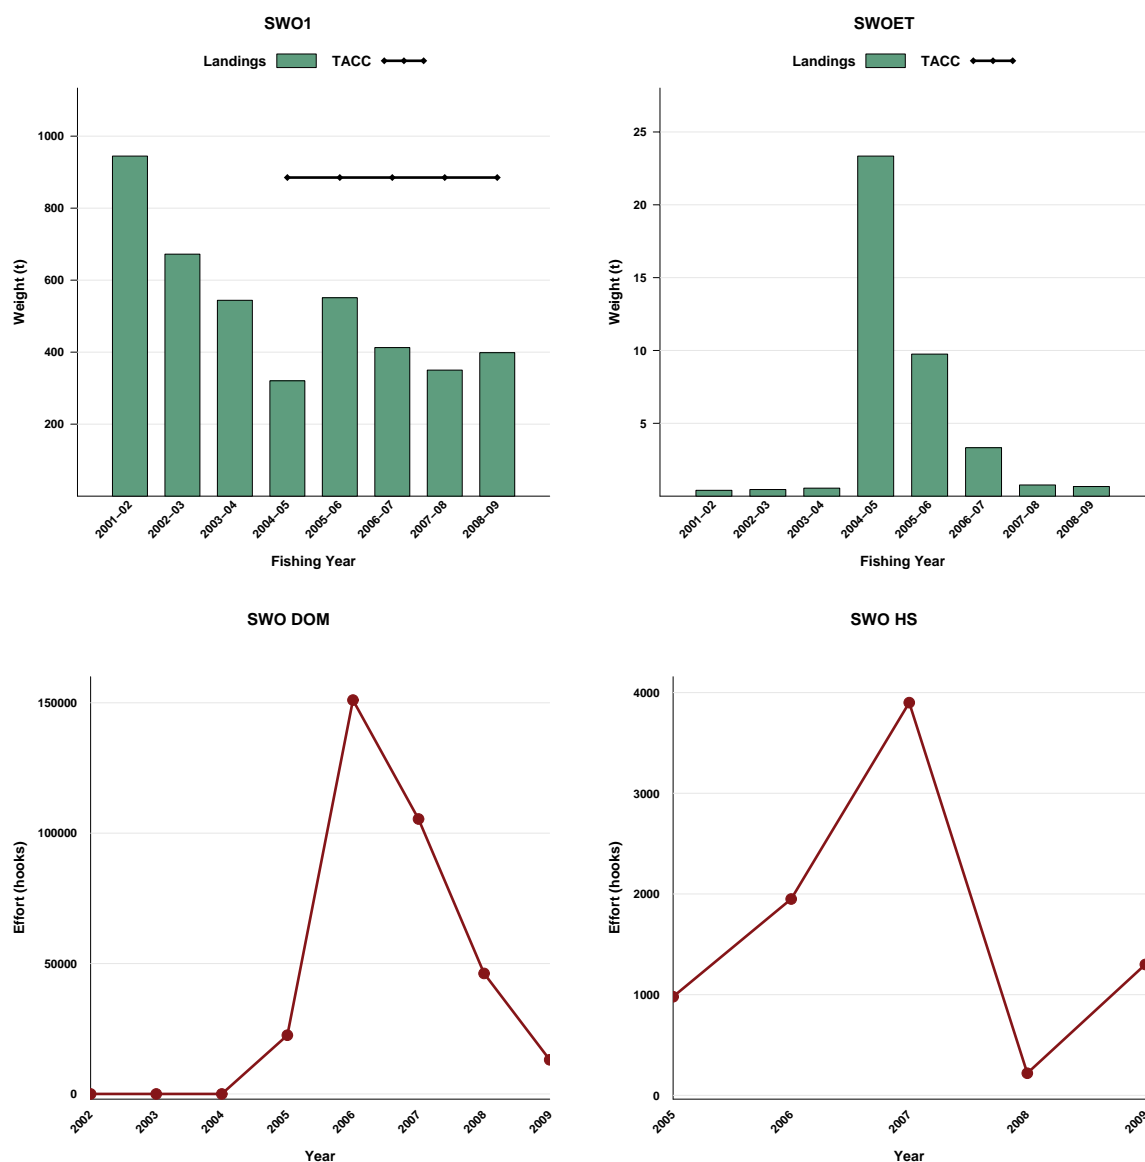 SWO1
Landings TACC
Weight (t)
1000
800
600
400
200
2001–02 2002–03 2003–04 2004–05 2005–06 2006–07 2007–08 2008–09
Fishing Year
SWOET
Landings TACC
Weight (t)
25
20
15
10
5
2001–02 2002–03 2003–04 2004–05 2005–06 2006–07 2007–08 2008–09
Fishing Year
SWO DOM
Effort (hooks)
150000
100000
50000
0
2002 2003 2004 2005 2006 2007 2008 2009
Year
SWO HS
Effort (hooks)
4000
3000
2000
1000
0
2005 2006 2007 2008 2009
Year